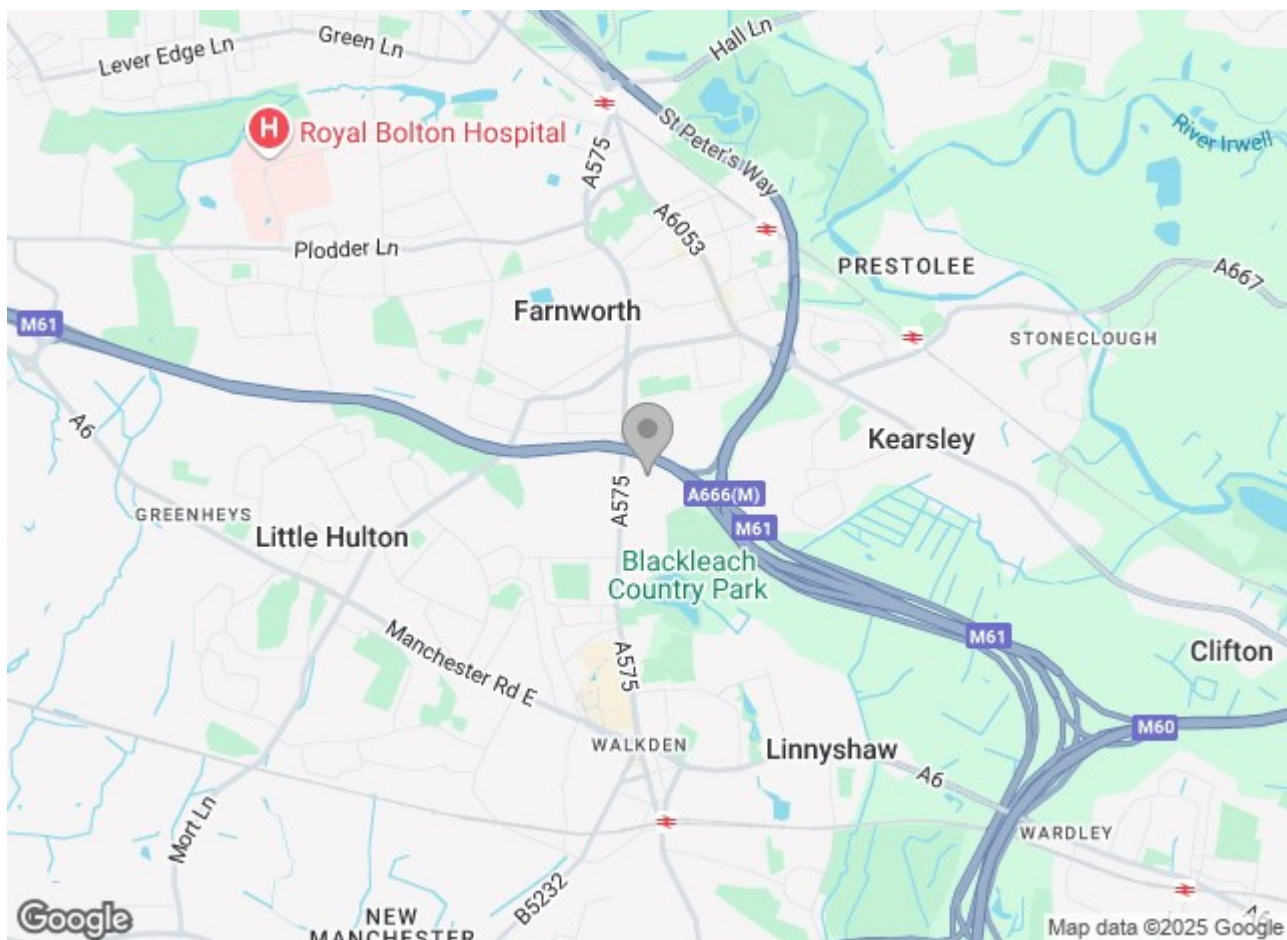 Lever Edge Ln
Green Ln
Hall Ln
H
Royal Bolton Hospital
A575
St Peter's Way
River Irwell
A6053
Plodder Ln
PRESTOLEE
A667
Farnworth
M61
STONECLOUGH
A6
Kearsley
A575
A666(M)
M61
GREENHEYS
Little Hulton
Blackleach
Country Park
M61
Manchester Rd E
A575
Clifton
M60
WALKDEN
Linnyshaw
A6
Mort Ln
WARDLEY
B5232
NEW
MANCHESTER
A6
Google
Map data ©2025 Google